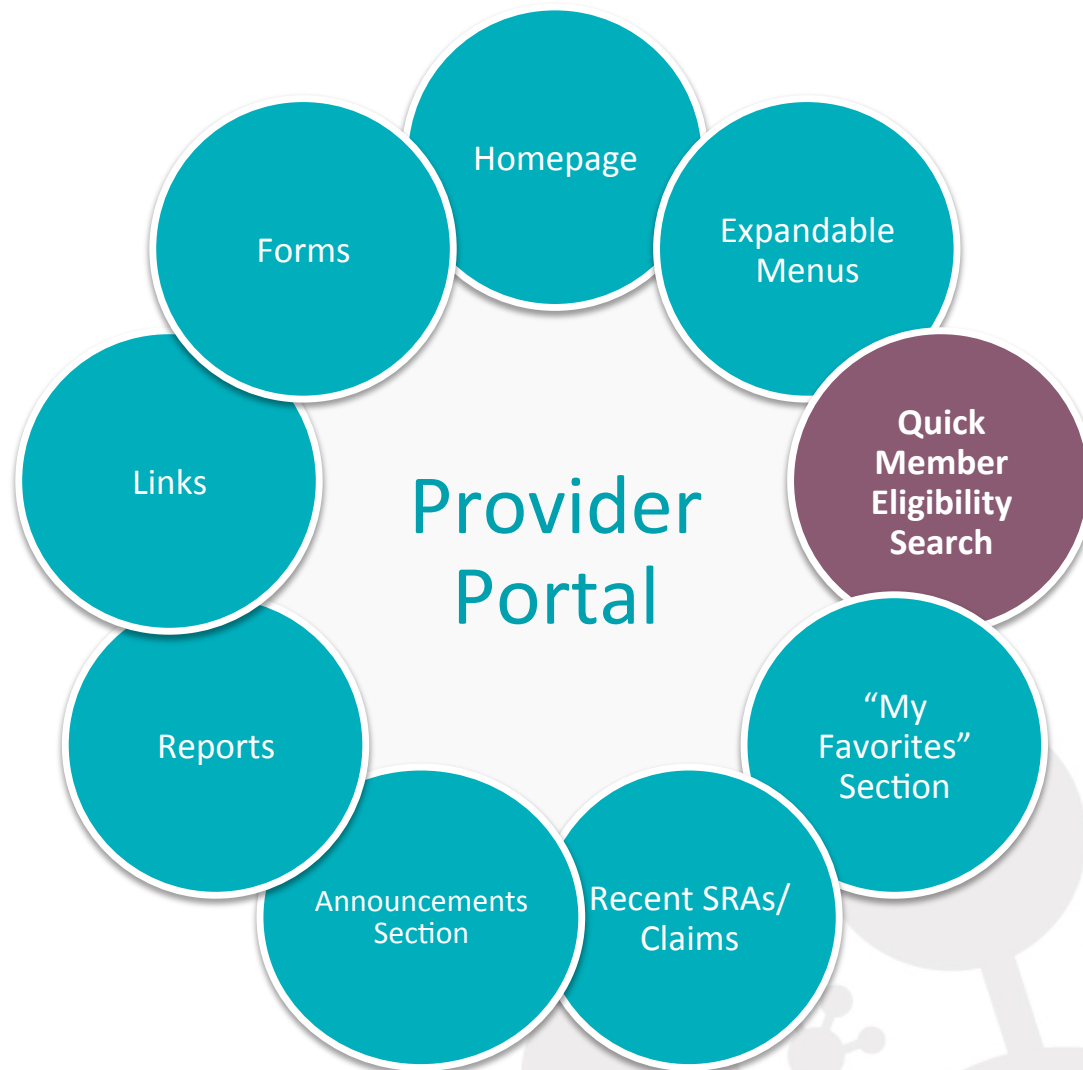 Homepage
Expandable
Menus
Quick
Member
Eligibility
Search
“My
Favorites”
Section
Recent SRAs/
Claims
Announcements
Section
Reports
Links
Forms
Provider
Portal